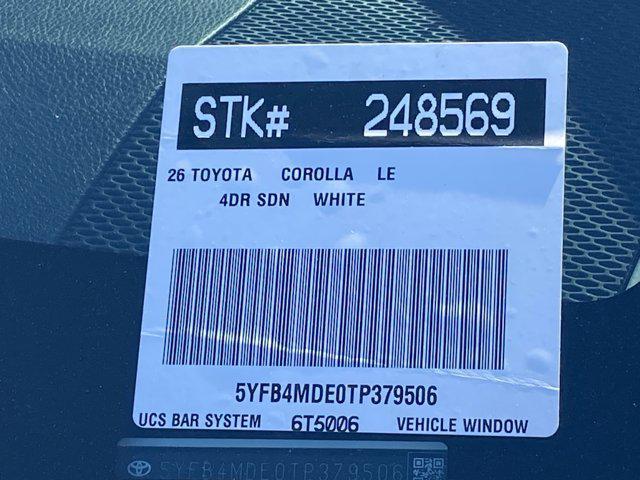 STK# 248569
26 TOYOTA COROLLA LE
4DR SDN WHITE
5YFB4MDE0TP379506
UCS BAR SYSTEM 6T5006 VEHICLE WINDOW
5YFB4MDE0TP379506